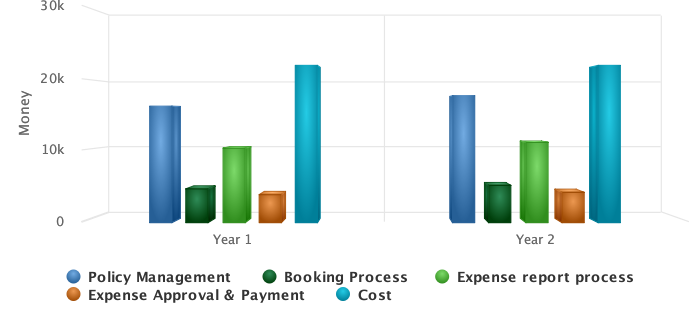 30k
20k
10k
0
Money
Year 1
Year 2
Policy Management
Booking Process
Expense report process
Expense Approval & Payment
Cost